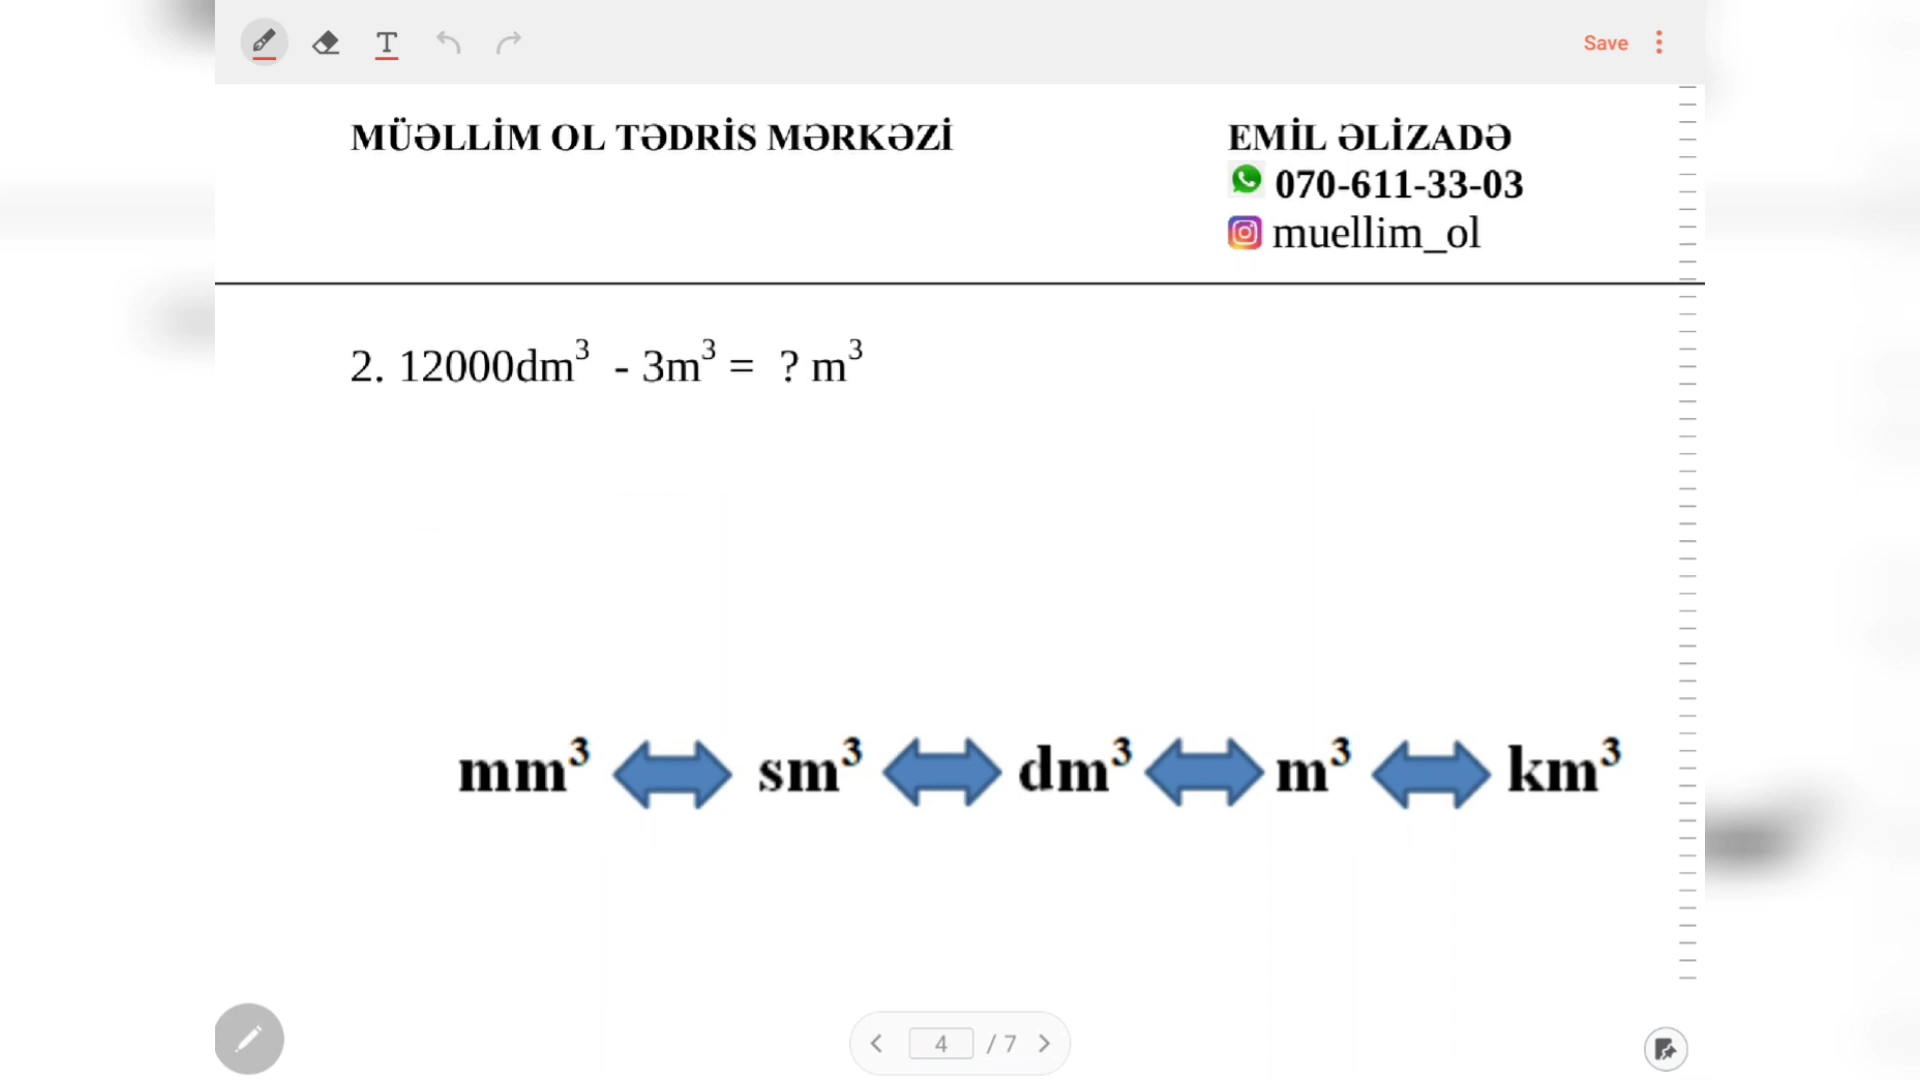 Save
MÜƏLLİM OL TƏDRİS MƏRKƏZİ
EMİL ƏLİZADƏ
070-611-33-03
muellim_ol
2. 12000dm³ - 3m³ = ? m³
mm³ sm³ dm³ m³ km³
4 / 7